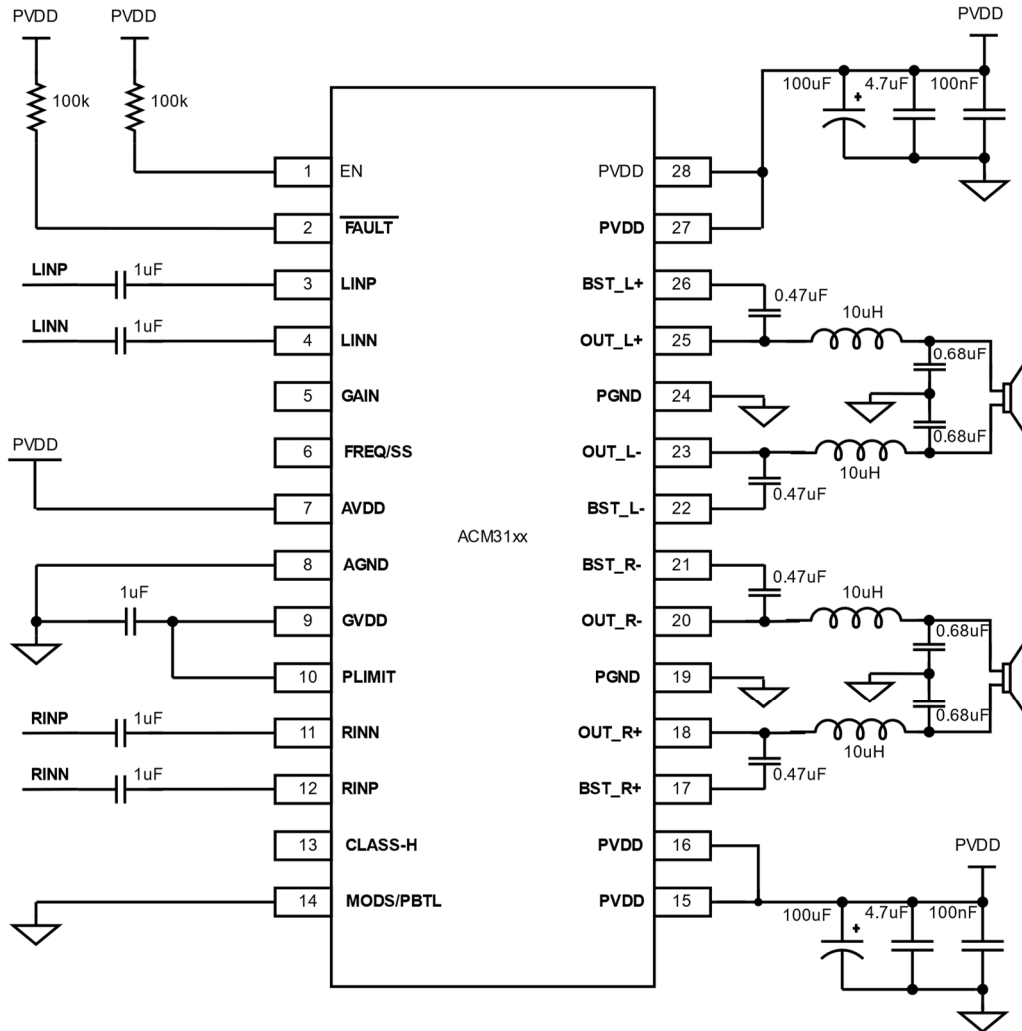 PVDD PVDD PVDD
100k 100k
100uF 4.7uF 100nF
+
1 EN PVDD 28
2 FAULT PVDD 27
LINP 1uF 3 LINP BST_L+ 26
0.47uF
10uH
LINN 1uF 4 LINN OUT_L+ 25
0.68uF
5 GAIN PGND 24
0.68uF
PVDD 6 FREQ/SS OUT_L- 23
10uH
0.47uF
7 AVDD BST_L- 22
ACM31xx
8 AGND BST_R- 21
1uF 0.47uF 10uH
9 GVDD OUT_R- 20
0.68uF
10 PLIMIT PGND 19
0.68uF
RINP 1uF 11 RINN OUT_R+ 18
10uH
0.47uF
RINN 1uF 12 RINP BST_R+ 17
13 CLASS-H PVDD 16
PVDD
14 MODS/PBTL PVDD 15
100uF 4.7uF 100nF
+